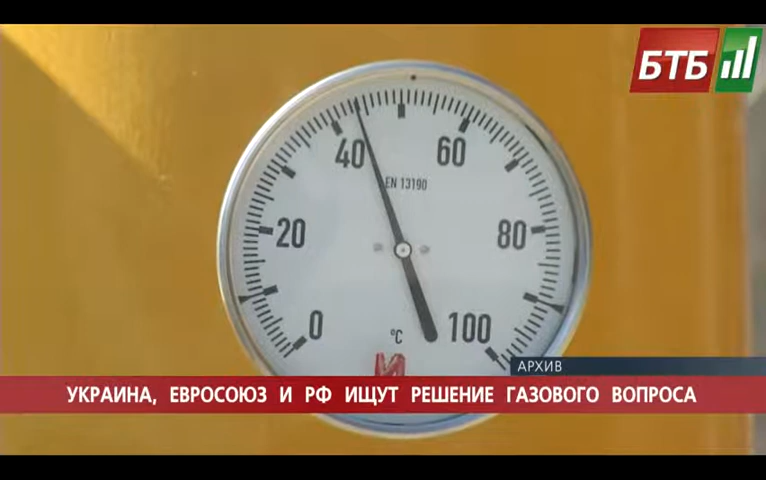 БТБ
40
60
EN 13190
20
80
0
°C
100
И
АРХИВ
УКРАИНА, ЕВРОСОЮЗ И РФ ИЩУТ РЕШЕНИЕ ГАЗОВОГО ВОПРОСА